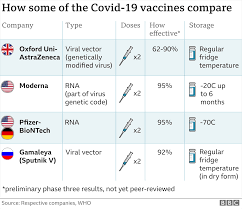 How some of the Covid-19 vaccines compare
Company Type Doses How effective* Storage
Oxford Uni-
AstraZeneca
Viral vector
(genetically
modified virus)
x2
62-90%
Regular
fridge
temperature
Moderna
RNA
(part of virus
genetic code)
x2
95%
-20C up
to 6
months
Pfizer-
BioNTech
RNA
x2
95%
-70C
Gamaleya
(Sputnik V)
Viral vector
x2
92%
Regular
fridge
temperature
(in dry form)
*preliminary phase three results, not yet peer-reviewed
Source: Respective companies, WHO
BBC